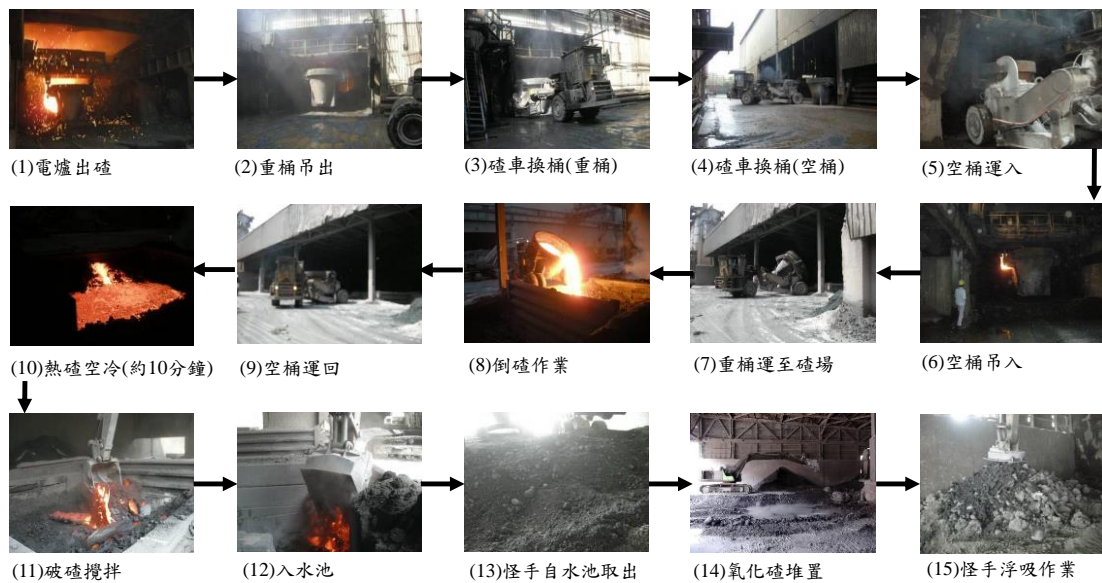 (1)電爐出碴
(2)重桶吊出
(3)碴車換桶(重桶)
(4)碴車換桶(空桶)
(5)空桶運入
(10)熱碴空冷(約10分鐘)
(9)空桶運回
(8)倒碴作業
(7)重桶運至碴場
(6)空桶吊入
(11)破碴攪拌
(12)入水池
(13)怪手自水池取出
(14)氧化碴堆置
(15)怪手浮吸作業